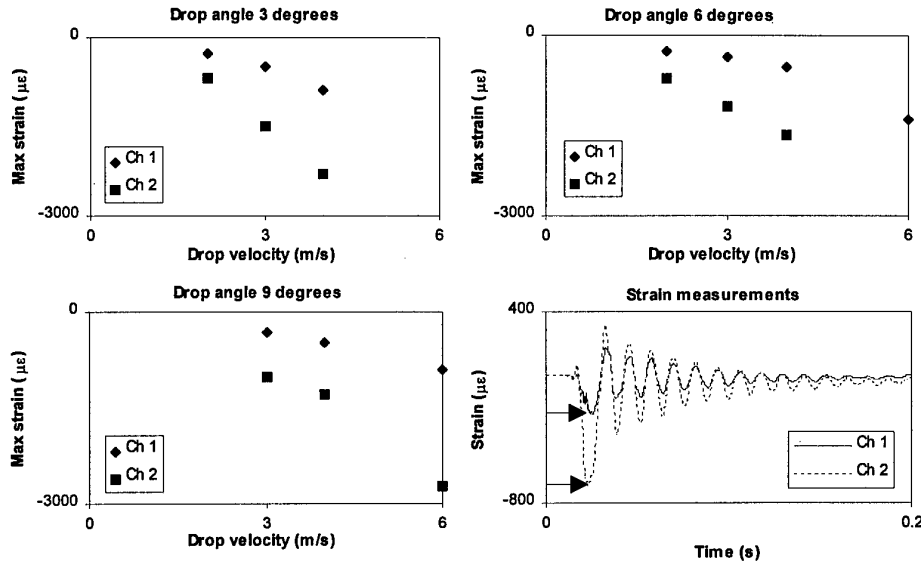 Drop angle 3 degrees
0
Max strain (με)
-3000
0
3
6
Drop velocity (m/s)
Ch 1
Ch 2
Drop angle 6 degrees
0
Max strain (με)
-3000
0
3
6
Drop velocity (m/s)
Ch 1
Ch 2
Drop angle 9 degrees
0
Max strain (με)
-3000
0
3
6
Drop velocity (m/s)
Ch 1
Ch 2
Strain measurements
400
Strain (με)
-800
0
0.2
Time (s)
Ch 1
Ch 2